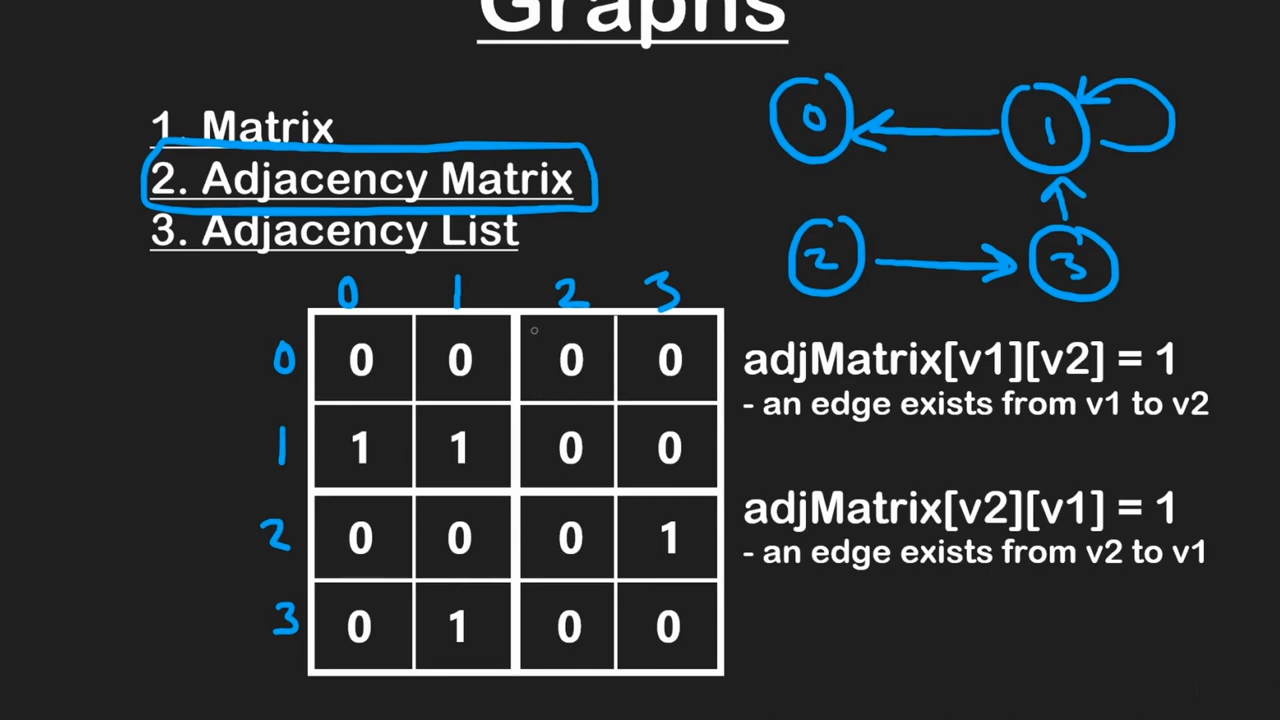 Graphs
1. Matrix
2. Adjacency Matrix
3. Adjacency List
0 1
2 3
0 1 2 3
0 0 0 0 0
1 1 1 0 0
2 0 0 0 1
3 0 1 0 0
adjMatrix[v1][v2] = 1
- an edge exists from v1 to v2
adjMatrix[v2][v1] = 1
- an edge exists from v2 to v1